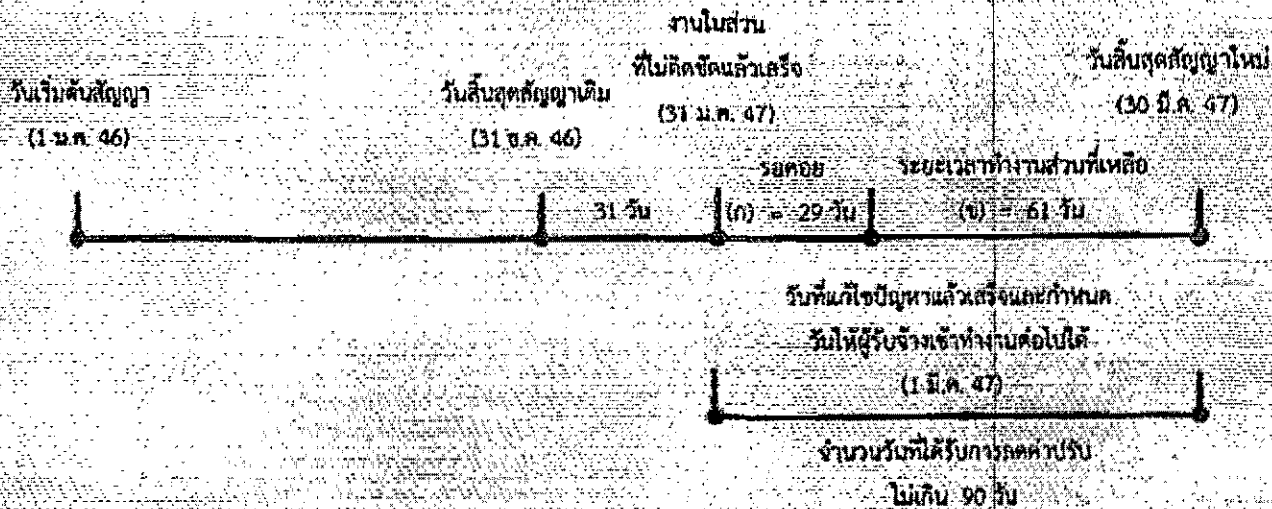 วันเริ่มต้นสัญญา
(1 ม.ค. 46)
วันสิ้นสุดสัญญาเดิม
(31 ธ.ค. 46)
งานในส่วน
ที่ไม่ติดขัดแล้วเสร็จ
(31 ม.ค. 47)
วันสิ้นสุดสัญญาใหม่
(30 มี.ค. 47)
31 วัน
รอคอย
(ก) = 29 วัน
ระยะเวลาทำงานส่วนที่เหลือ
(ข) = 61 วัน
วันที่แก้ไขปัญหาแล้วเสร็จและกำหนด
วันให้ผู้รับจ้างเข้าทำงานต่อไปได้
(1 มี.ค. 47)
จำนวนวันที่ได้รับการลดค่าปรับ
ไม่เกิน 90 วัน